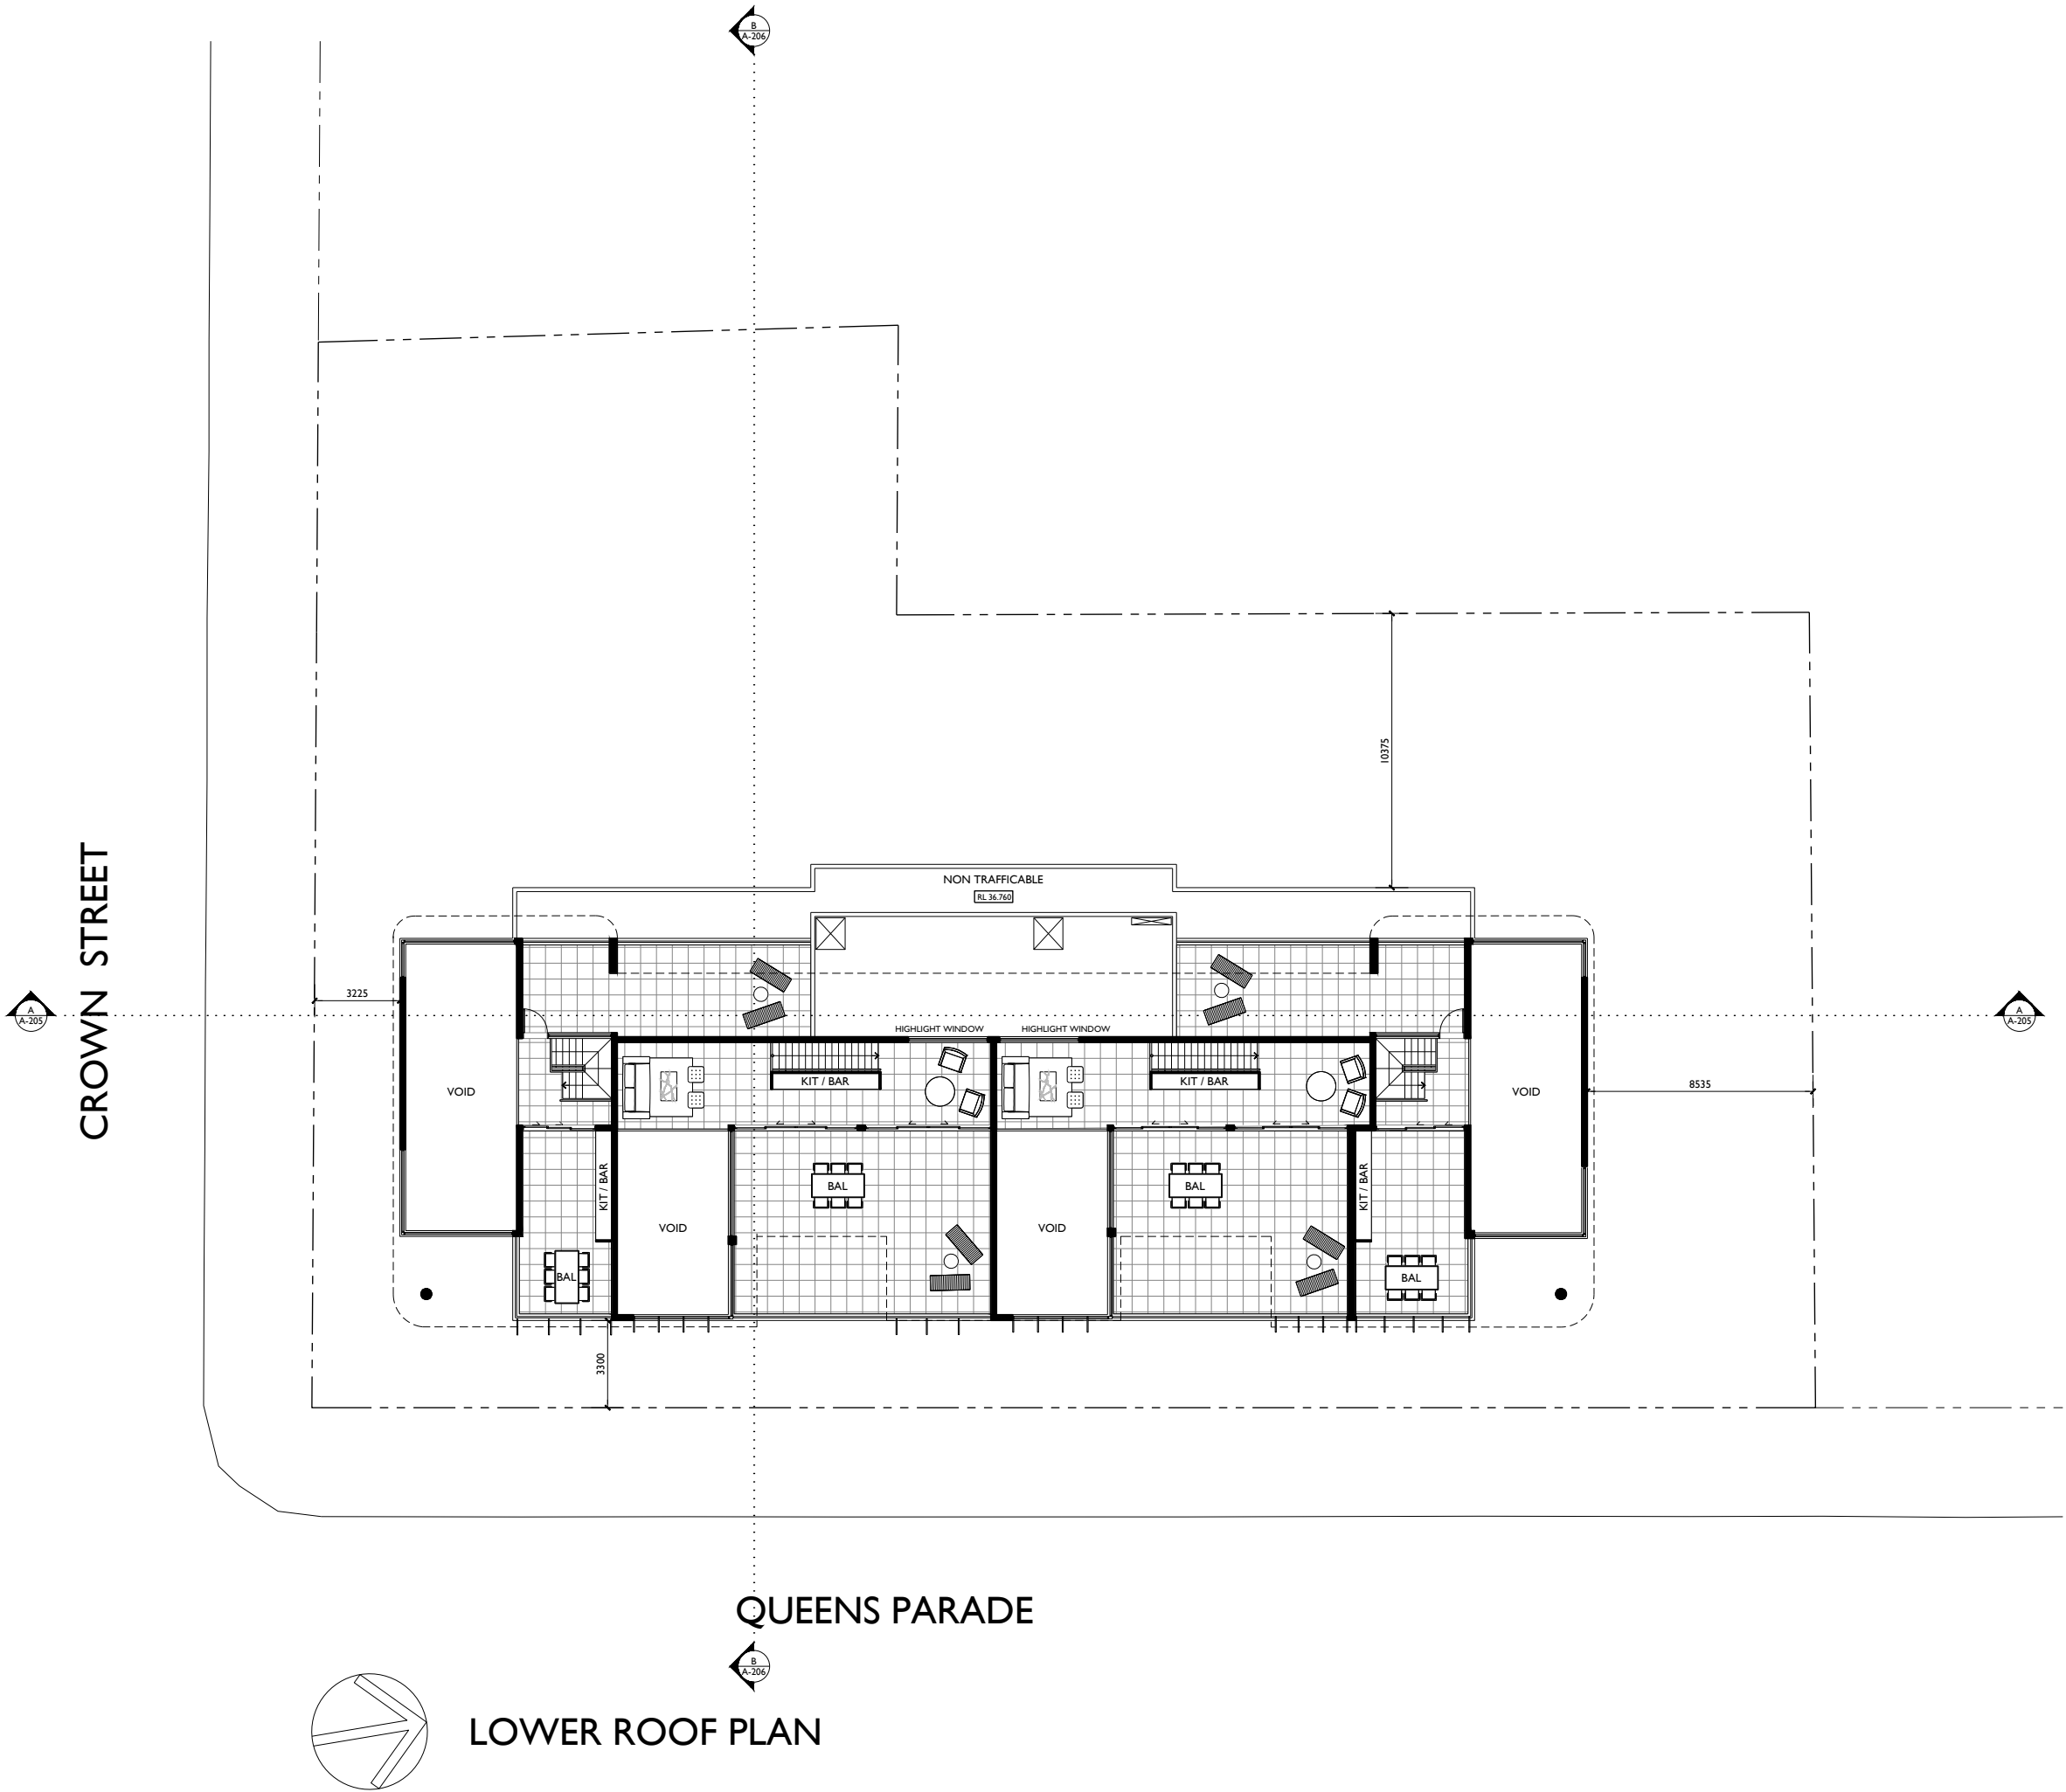 B
A-206
10375
CROWN STREET
NON TRAFFICABLE
RL 36.760
3225
A
A-205
A
A-205
HIGHLIGHT WINDOW
HIGHLIGHT WINDOW
KIT / BAR
KIT / BAR
VOID
VOID
8535
KIT / BAR
BAL
BAL
KIT / BAR
VOID
VOID
BAL
BAL
3300
QUEENS PARADE
B
A-206
LOWER ROOF PLAN